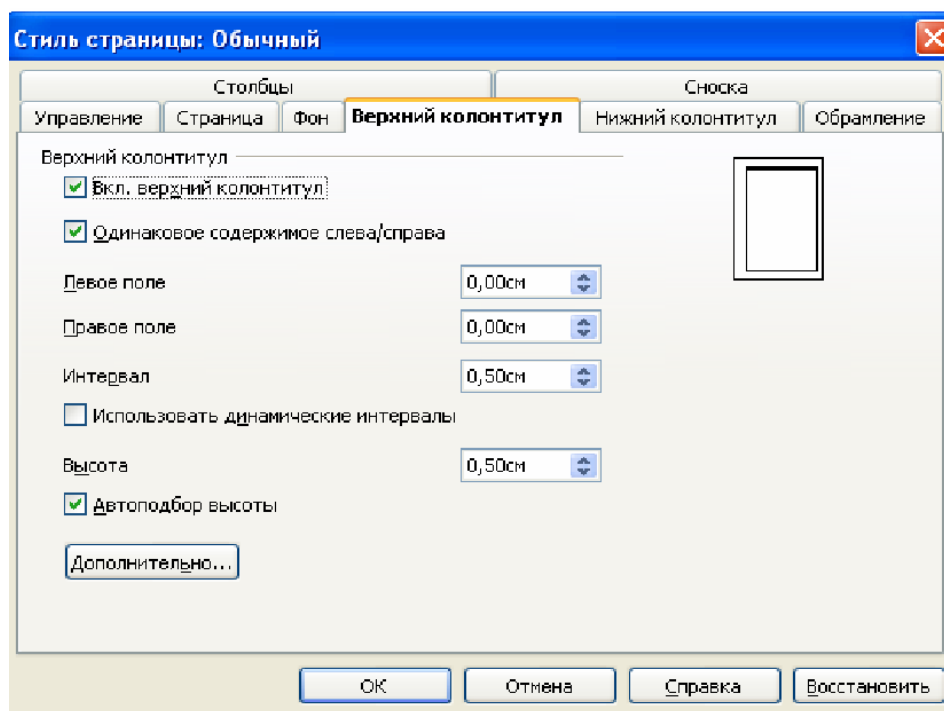 Стиль страницы: Обычный
Столбцы Сноска
Управление Страница Фон Верхний колонтитул Нижний колонтитул Обрамление
Верхний колонтитул
Вкл. верхний колонтитул
Одинаковое содержимое слева/справа
Левое поле 0,00см
Правое поле 0,00см
Интервал 0,50см
Использовать динамические интервалы
Высота 0,50см
Автоподбор высоты
Дополнительно...
ОК Отмена Справка Восстановить